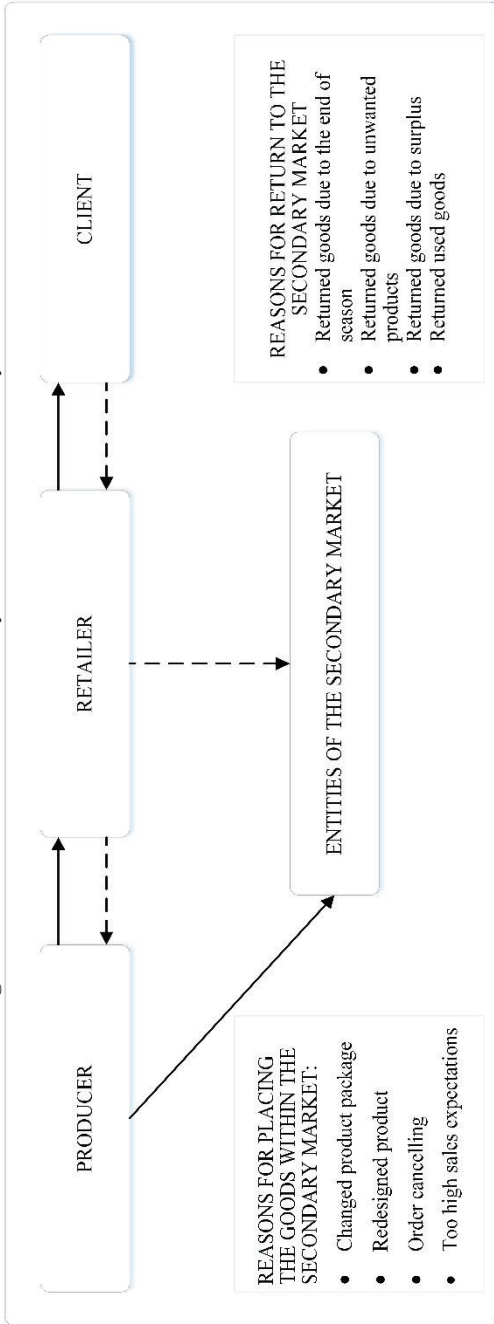 PRODUCER
RETAILER
CLIENT
REASONS FOR PLACING
THE GOODS WITHIN THE
SECONDARY MARKET:
• Changed product package
• Redesigned product
• Order cancelling
• Too high sales expectations
ENTITIES OF THE SECONDARY MARKET
REASONS FOR RETURN TO THE
SECONDARY MARKET
• Returned goods due to the end of
season
• Returned goods due to unwanted
products
• Returned goods due to surplus
• Returned used goods